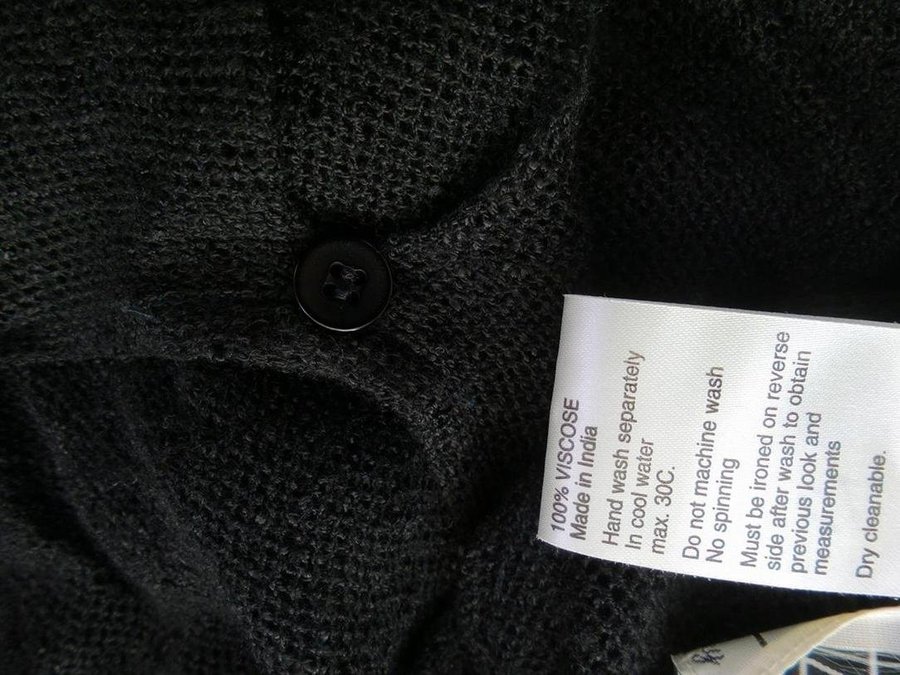 100% VISCOSE
Made in India
Hand wash separately
In cool water
max. 30C.
Do not machine wash
No spinning
Must be ironed on reverse
side after wash to obtain
previous look and
measurements
Dry cleanable.